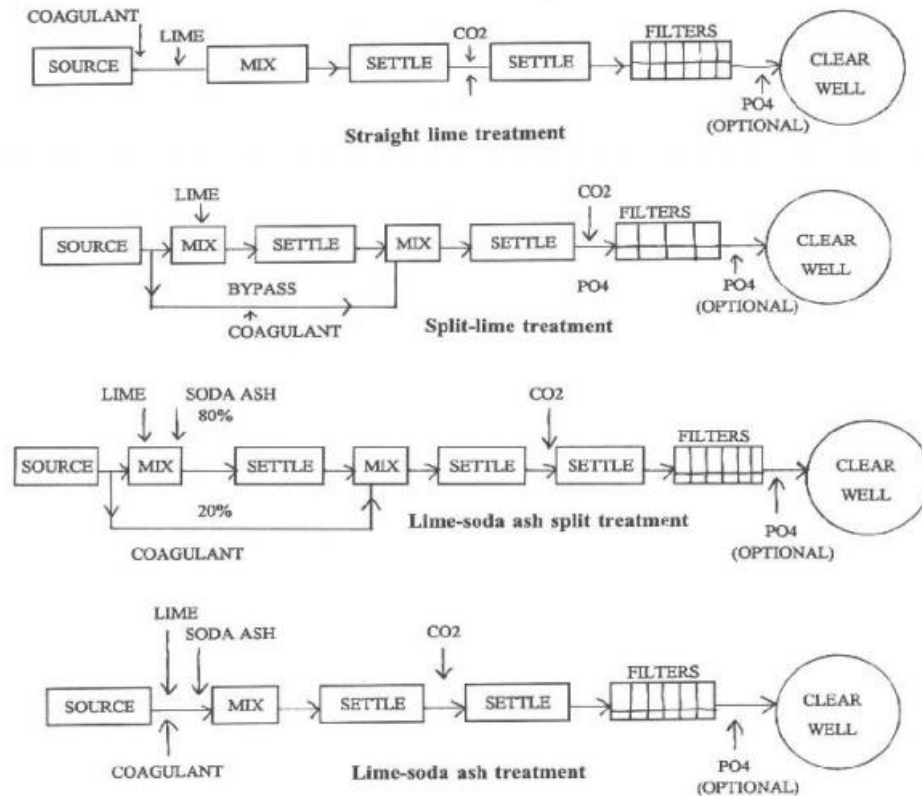 COAGULANT
LIME
SOURCE
MIX
SETTLE
CO2
SETTLE
FILTERS
PO4
(OPTIONAL)
CLEAR
WELL
Straight lime treatment
LIME
SOURCE
MIX
SETTLE
MIX
SETTLE
CO2
PO4
FILTERS
PO4
(OPTIONAL)
CLEAR
WELL
BYPASS
COAGULANT
Split-lime treatment
LIME
SODA ASH
80%
SOURCE
MIX
SETTLE
MIX
SETTLE
CO2
SETTLE
FILTERS
PO4
(OPTIONAL)
CLEAR
WELL
20%
COAGULANT
Lime-soda ash split treatment
LIME
SODA ASH
SOURCE
COAGULANT
MIX
SETTLE
CO2
SETTLE
FILTERS
PO4
(OPTIONAL)
CLEAR
WELL
Lime-soda ash treatment